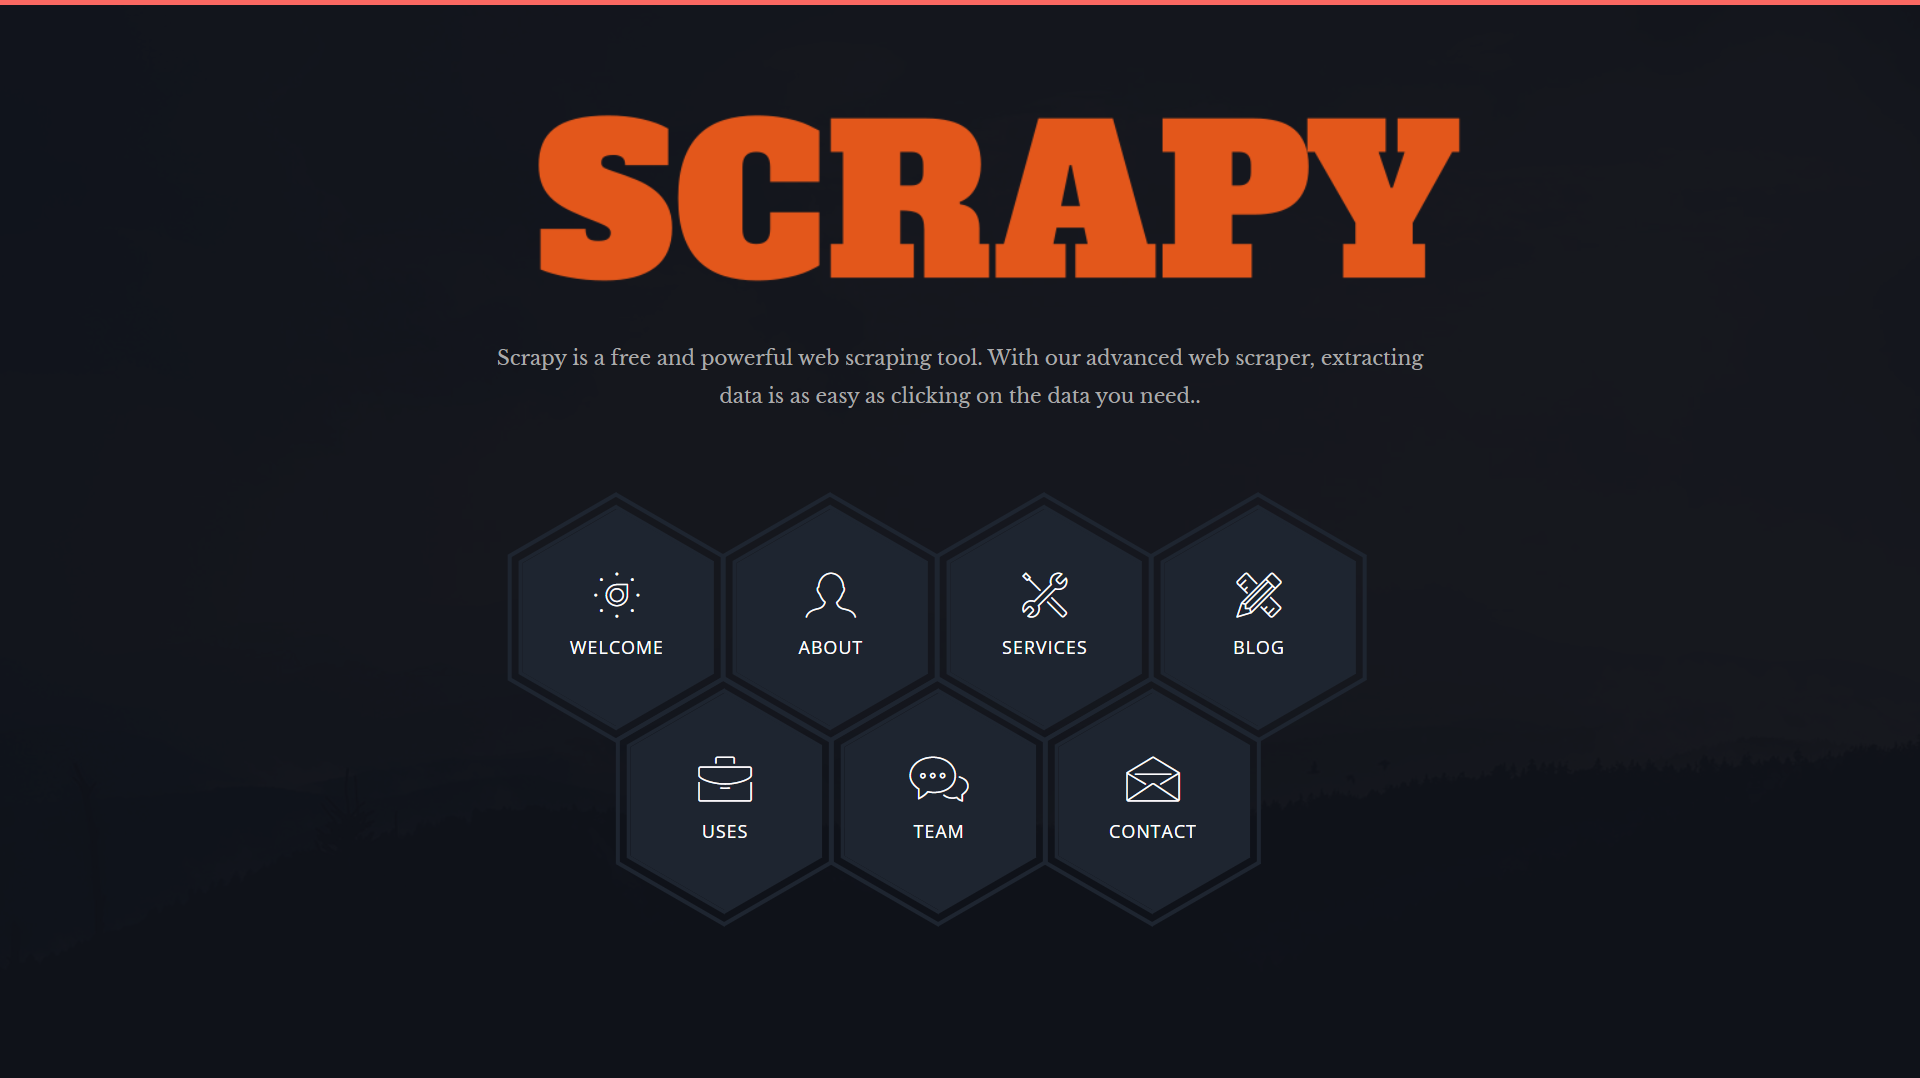 SCRAPY
Scrapy is a free and powerful web scraping tool. With our advanced web scraper, extracting
data is as easy as clicking on the data you need..
WELCOME
ABOUT
SERVICES
BLOG
USES
TEAM
CONTACT